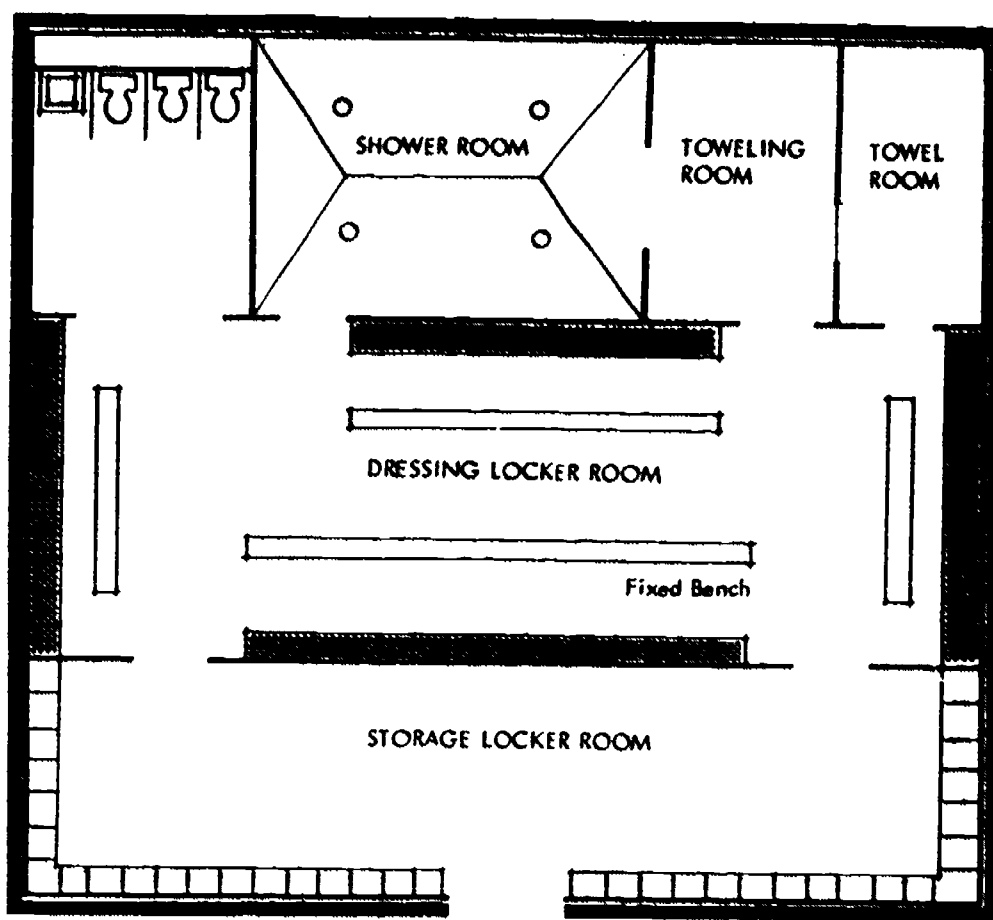 SHOWER ROOM
TOWELING
ROOM
TOWEL
ROOM
DRESSING LOCKER ROOM
Fixed Bench
STORAGE LOCKER ROOM